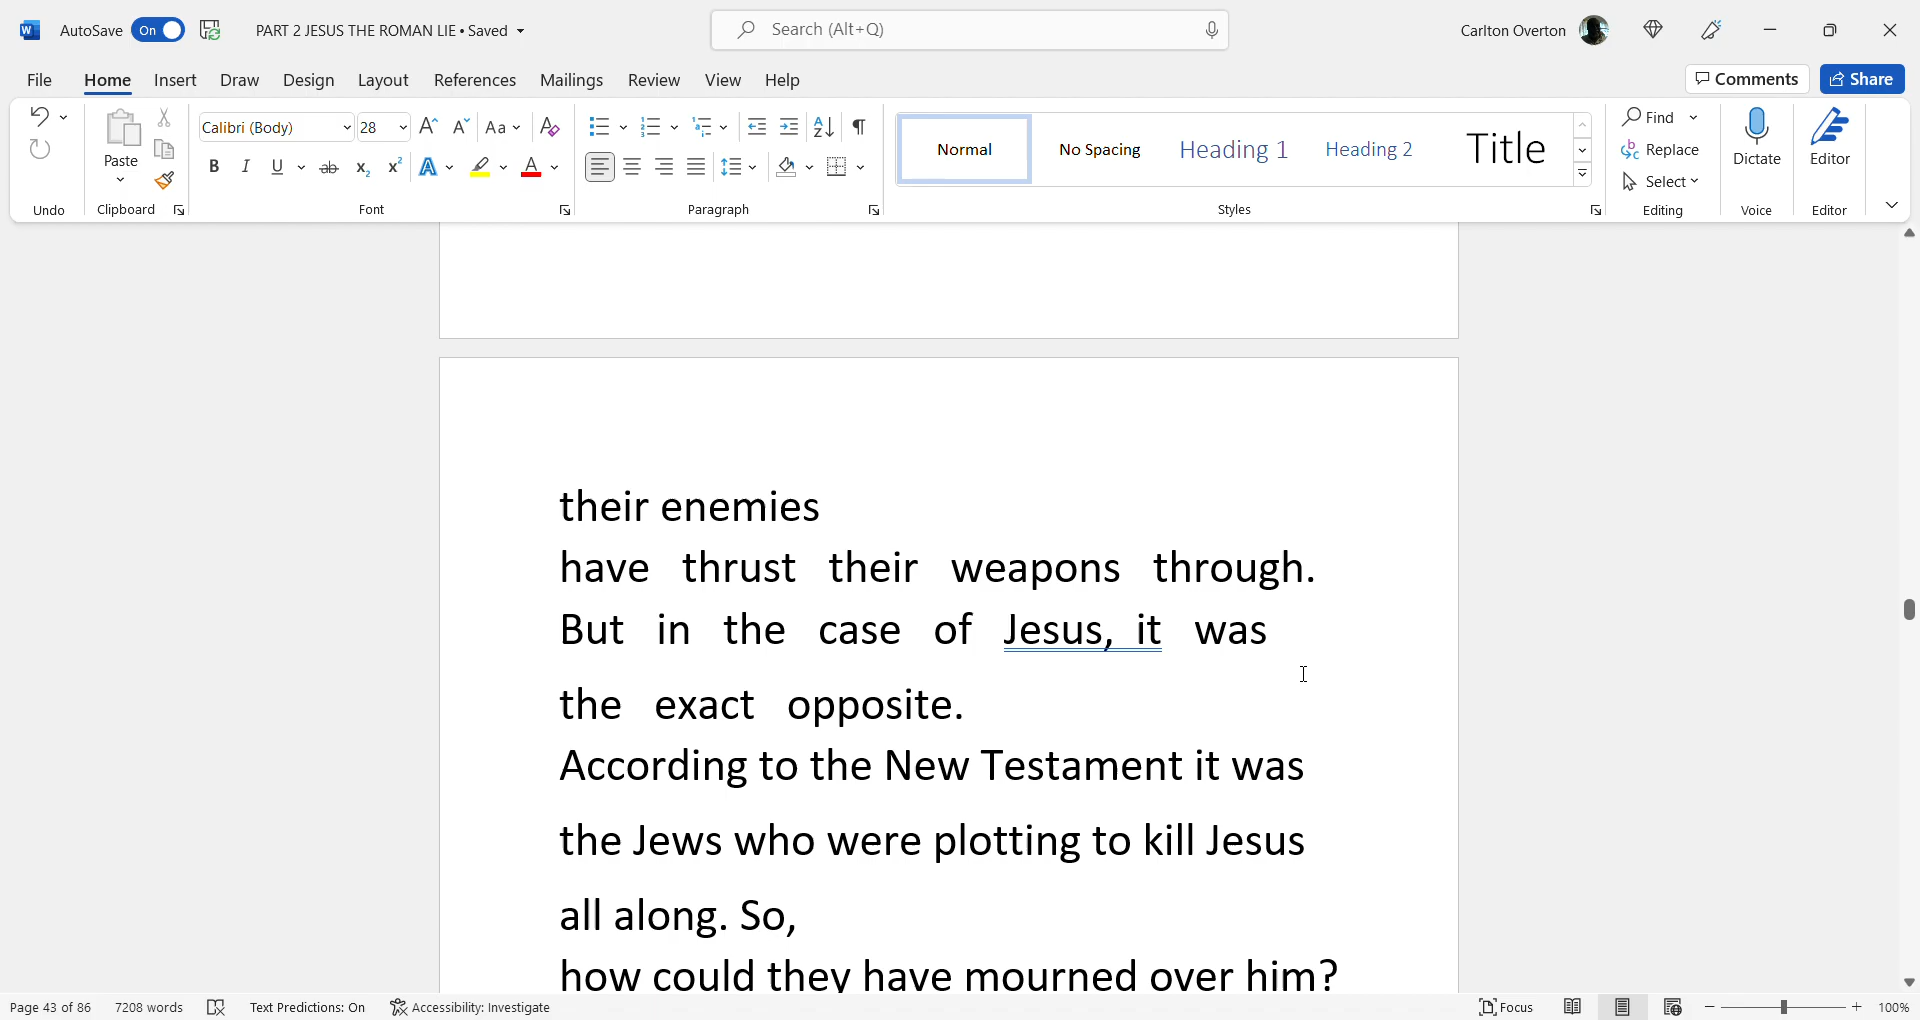 AutoSave On PART 2 JESUS THE ROMAN LIE • Saved Search (Alt+Q) Carlton Overton
File Home Insert Draw Design Layout References Mailings Review View Help Comments Share
Calibri (Body) 28 Aa Normal No Spacing Heading 1 Heading 2 Title Find
Paste Replace Dictate Editor
B I U ab x2 x2 A A Select
Undo Clipboard Font Paragraph Styles Editing Voice Editor
their enemies
have thrust their weapons through.
But in the case of Jesus, it was
the exact opposite.
According to the New Testament it was
the Jews who were plotting to kill Jesus
all along. So,
how could they have mourned over him?
Page 43 of 86 7208 words Text Predictions: On Accessibility: Investigate Focus 100%